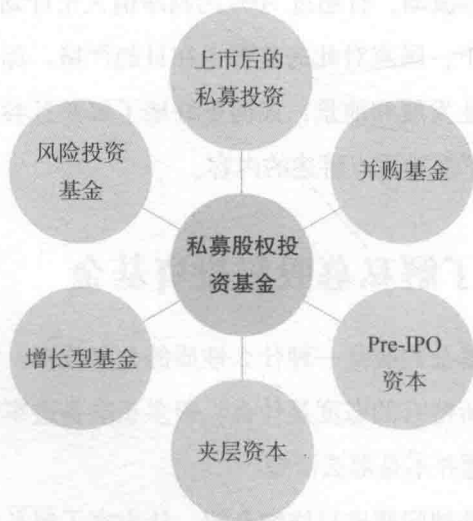 上市后的
私募投资
风险投资
基金
并购基金
私募股权投
资基金
增长型基金
Pre-IPO
资本
夹层资本